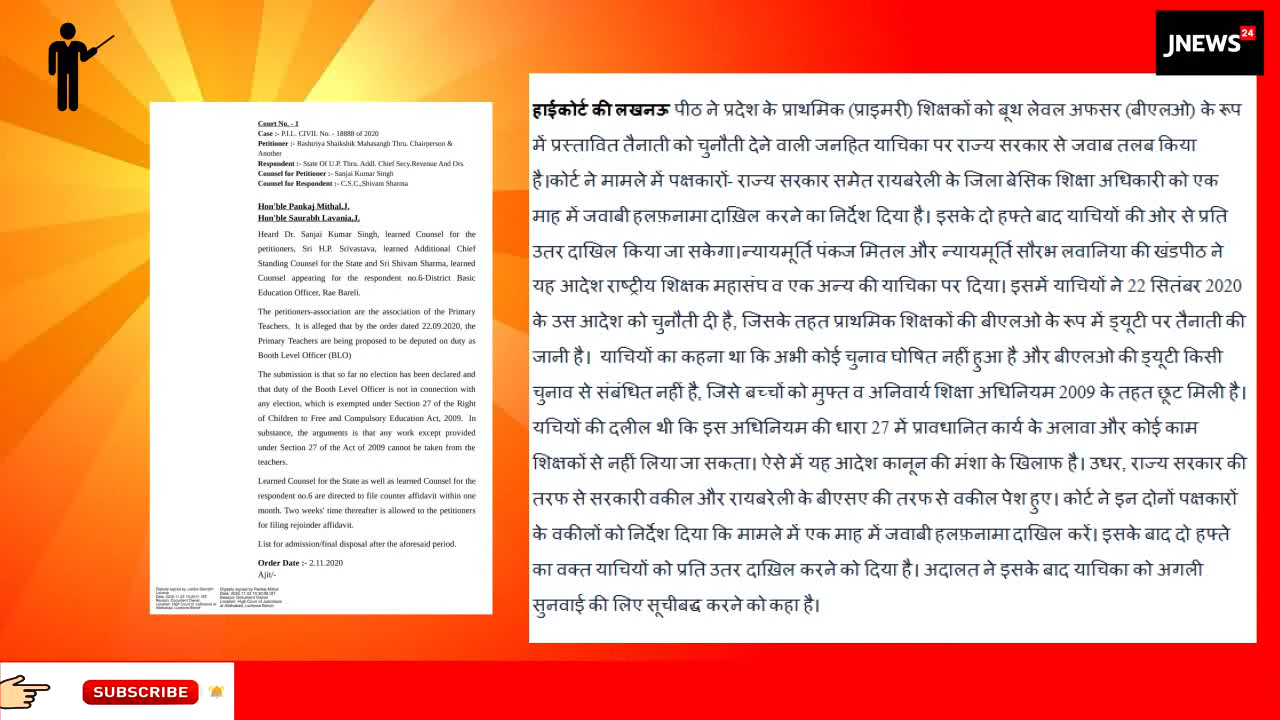 JNEWS 24
Court No. - 1
Case :- P.I.L. CIVIL No. - 18888 of 2020
Petitioner :- Rashriya Shaikshik Mahasangh Thru. Chairperson &
Another
Respondent :- State Of U.P. Thru. Addl. Chief Secy.Revenue And Ors.
Counsel for Petitioner :- Sanjai Kumar Singh
Counsel for Respondent :- C.S.C.,Shivam Sharma
Hon'ble Pankaj Mithal,J.
Hon'ble Saurabh Lavania,J.
Heard Dr. Sanjai Kumar Singh, learned Counsel for the
petitioners, Sri H.P. Srivastava, learned Additional Chief
Standing Counsel for the State and Sri Shivam Sharma, learned
Counsel appearing for the respondent no.6-District Basic
Education Officer, Rae Bareli.
The petitioners-association are the association of the Primary
Teachers. It is alleged that by the order dated 22.09.2020, the
Primary Teachers are being proposed to be deputed on duty as
Booth Level Officer (BLO)
The submission is that so far no election has been declared and
that duty of the Booth Level Officer is not in connection with
any election, which is exempted under Section 27 of the Right
of Children to Free and Compulsory Education Act, 2009. In
substance, the arguments is that any work except provided
under Section 27 of the Act of 2009 cannot be taken from the
teachers.
Learned Counsel for the State as well as learned Counsel for the
respondent no.6 are directed to file counter affidavit within one
month. Two weeks' time thereafter is allowed to the petitioners
for filing rejoinder affidavit.
List for admission/final disposal after the aforesaid period.
Order Date :- 2.11.2020
Ajit/-
हाईकोर्ट की लखनऊ पीठ ने प्रदेश के प्राथमिक (प्राइमरी) शिक्षकों को बूथ लेवल अफसर (बीएलओ) के रूप
में प्रस्तावित तैनाती को चुनौती देने वाली जनहित याचिका पर राज्य सरकार से जवाब तलब किया
है।कोर्ट ने मामले में पक्षकारों- राज्य सरकार समेत रायबरेली के जिला बेसिक शिक्षा अधिकारी को एक
माह में जवाबी हलफ़नामा दाख़िल करने का निर्देश दिया है। इसके दो हफ्ते बाद याचियों की ओर से प्रति
उतर दाखिल किया जा सकेगा।न्यायमूर्ति पंकज मितल और न्यायमूर्ति सौरभ लवानिया की खंडपीठ ने
यह आदेश राष्ट्रीय शिक्षक महासंघ व एक अन्य की याचिका पर दिया। इसमें याचियों ने 22 सितंबर 2020
के उस आदेश को चुनौती दी है, जिसके तहत प्राथमिक शिक्षकों की बीएलओ के रूप में ड्यूटी पर तैनाती की
जानी है। याचियों का कहना था कि अभी कोई चुनाव घोषित नहीं हुआ है और बीएलओ की ड्यूटी किसी
चुनाव से संबंधित नहीं है, जिसे बच्चों को मुफ्त व अनिवार्य शिक्षा अधिनियम 2009 के तहत छूट मिली है।
यचियों की दलील थी कि इस अधिनियम की धारा 27 में प्रावधानित कार्य के अलावा और कोई काम
शिक्षकों से नहीं लिया जा सकता। ऐसे में यह आदेश कानून की मंशा के खिलाफ है। उधर, राज्य सरकार की
तरफ से सरकारी वकील और रायबरेली के बीएसए की तरफ से वकील पेश हुए। कोर्ट ने इन दोनों पक्षकारों
के वकीलों को निर्देश दिया कि मामले में एक माह में जवाबी हलफ़नामा दाखिल करें। इसके बाद दो हफ्ते
का वक्त याचियों को प्रति उतर दाख़िल करने को दिया है। अदालत ने इसके बाद याचिका को अगली
सुनवाई की लिए सूचीबद्ध करने को कहा है।
SUBSCRIBE